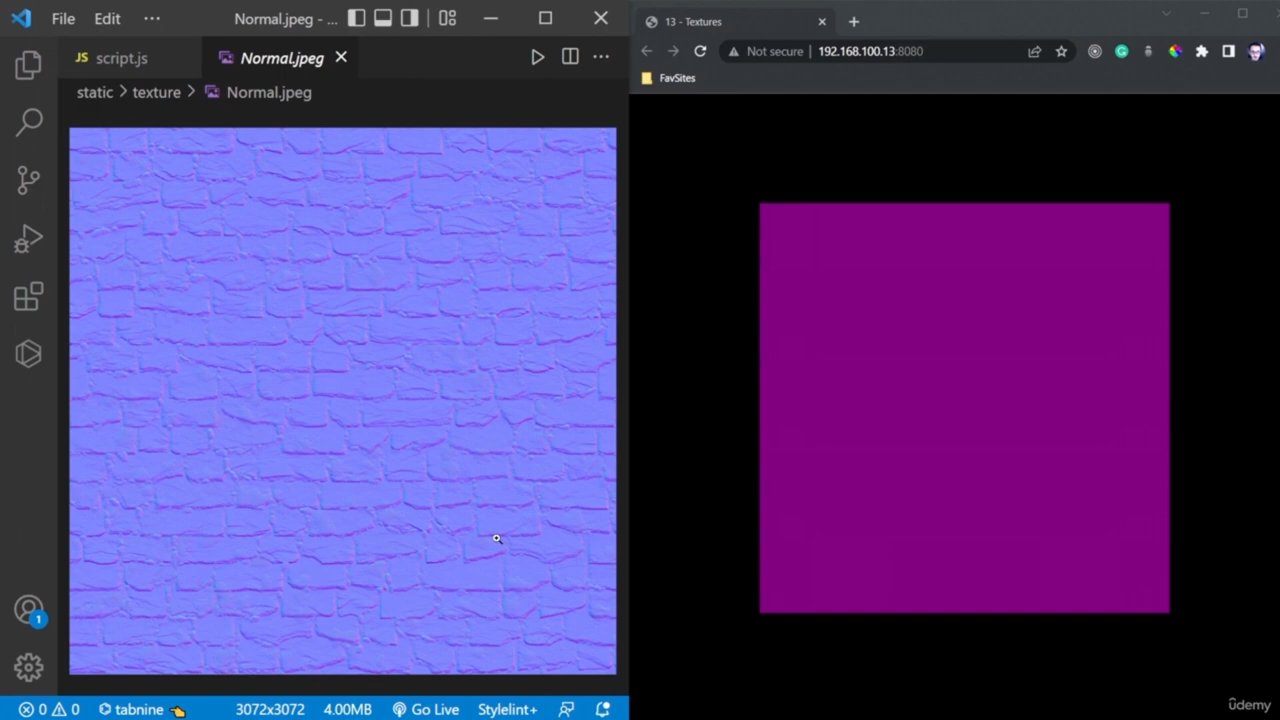 File Edit ··· Normal.jpeg - ...
JS script.js Normal.jpeg
static > texture > Normal.jpeg
1
0 0 tabnine 3072x3072 4.00MB Go Live Stylelint+
13 - Textures
Not secure | 192.168.100.13:8080
FavSites
ûdemy